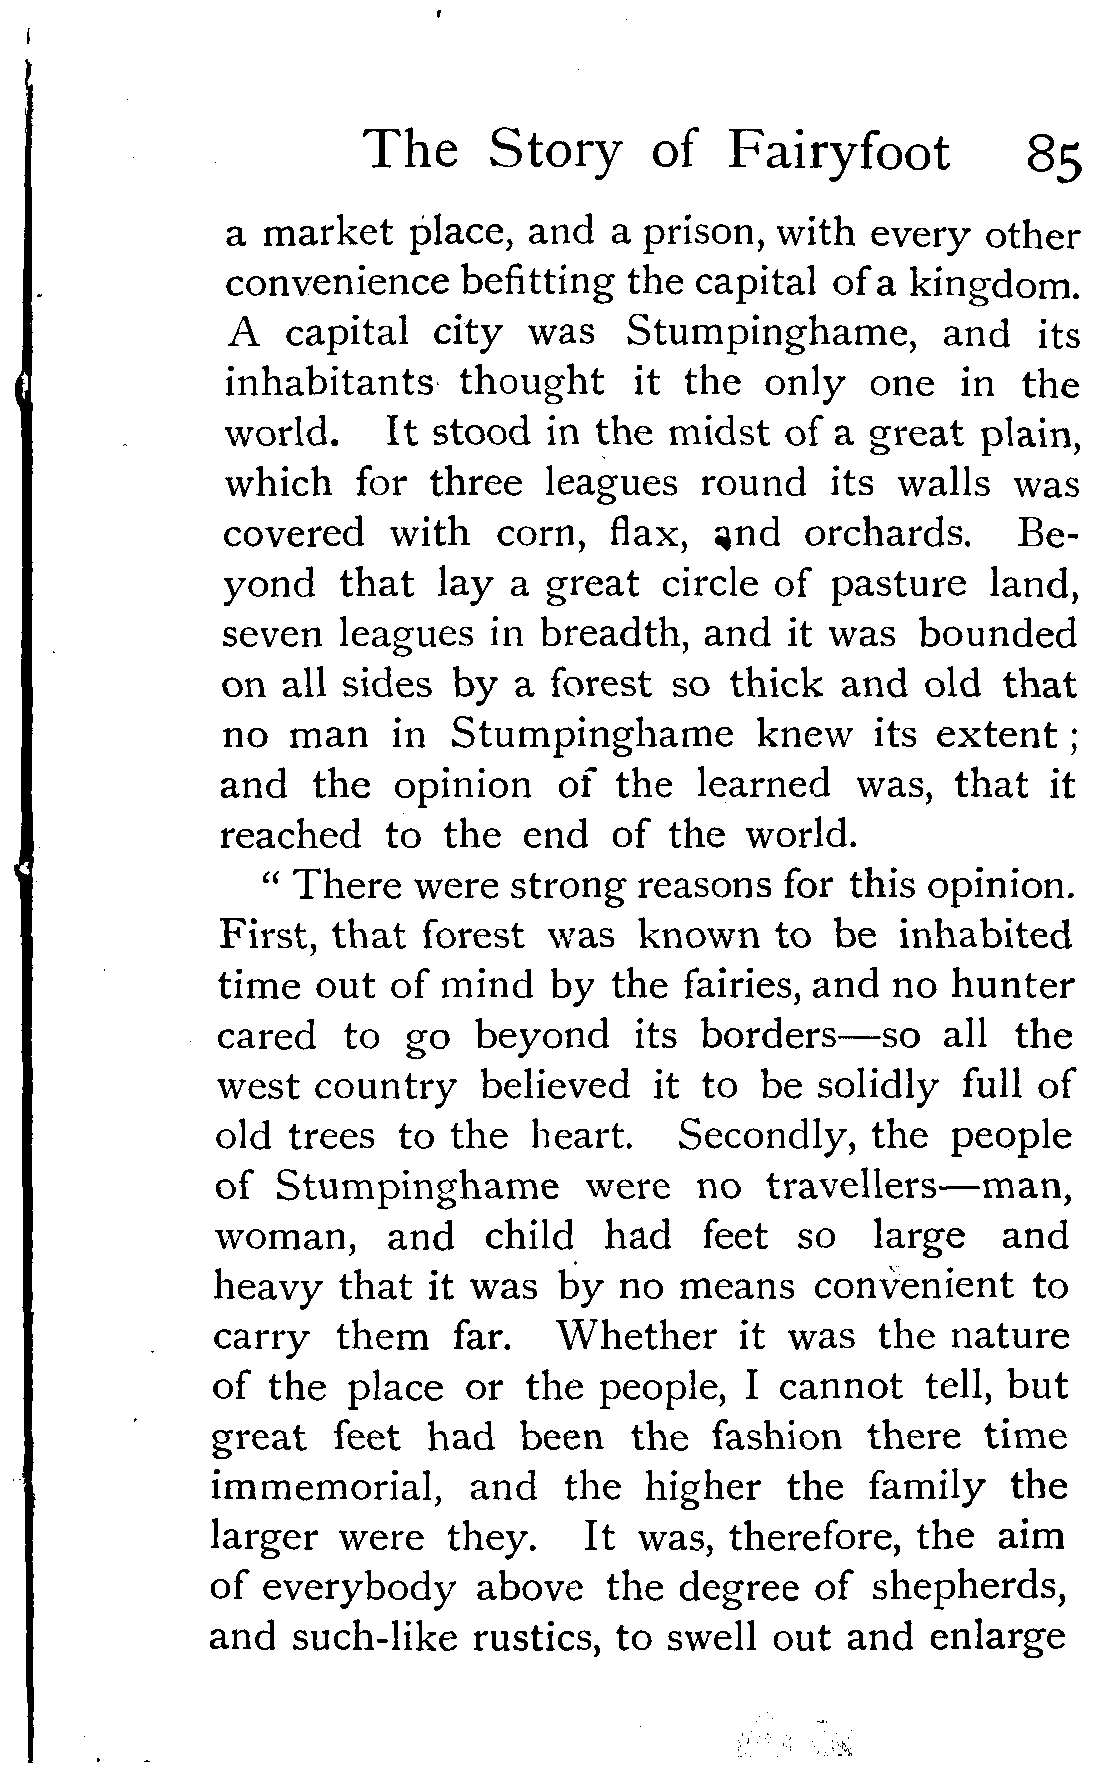 The Story of Fairyfoot 85
a market place, and a prison, with every other
convenience befitting the capital of a kingdom.
A capital city was Stumpinghame, and its
inhabitants thought it the only one in the
world. It stood in the midst of a great plain,
which for three leagues round its walls was
covered with corn, flax, and orchards. Be-
yond that lay a great circle of pasture land,
seven leagues in breadth, and it was bounded
on all sides by a forest so thick and old that
no man in Stumpinghame knew its extent ;
and the opinion of the learned was, that it
reached to the end of the world.
“ There were strong reasons for this opinion.
First, that forest was known to be inhabited
time out of mind by the fairies, and no hunter
cared to go beyond its borders—so all the
west country believed it to be solidly full of
old trees to the heart. Secondly, the people
of Stumpinghame were no travellers—man,
woman, and child had feet so large and
heavy that it was by no means convenient to
carry them far. Whether it was the nature
of the place or the people, I cannot tell, but
great feet had been the fashion there time
immemorial, and the higher the family the
larger were they. It was, therefore, the aim
of everybody above the degree of shepherds,
and such-like rustics, to swell out and enlarge